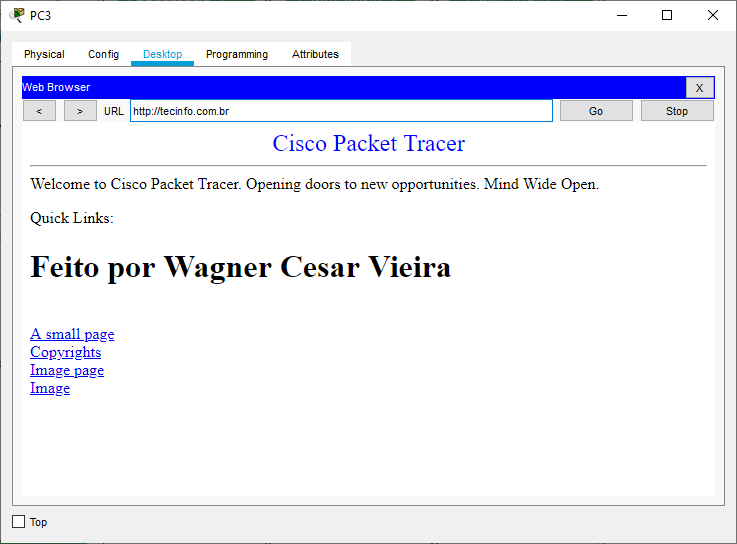 PC3
Physical Config Desktop Programming Attributes
Web Browser X
< > URL http://tecinfo.com.br Go Stop
Cisco Packet Tracer
Welcome to Cisco Packet Tracer. Opening doors to new opportunities. Mind Wide Open.
Quick Links:
Feito por Wagner Cesar Vieira
A small page
Copyrights
Image page
Image
Top